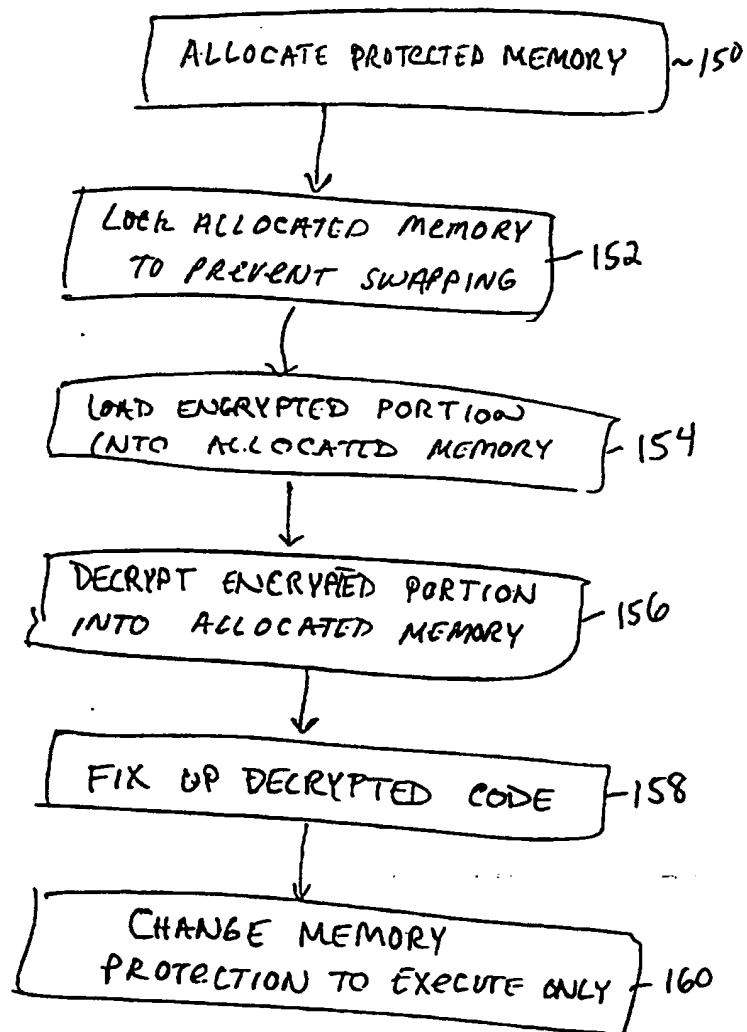 ALLOCATE PROTECTED MEMORY ~150
LOCK ALLOCATED MEMORY
TO PREVENT SWAPPING 152
LOAD ENCRYPTED PORTION
INTO ALLOCATED MEMORY 154
DECRYPT ENCRYPTED PORTION
INTO ALLOCATED MEMORY 156
FIX UP DECRYPTED CODE 158
CHANGE MEMORY
PROTECTION TO EXECUTE ONLY 160